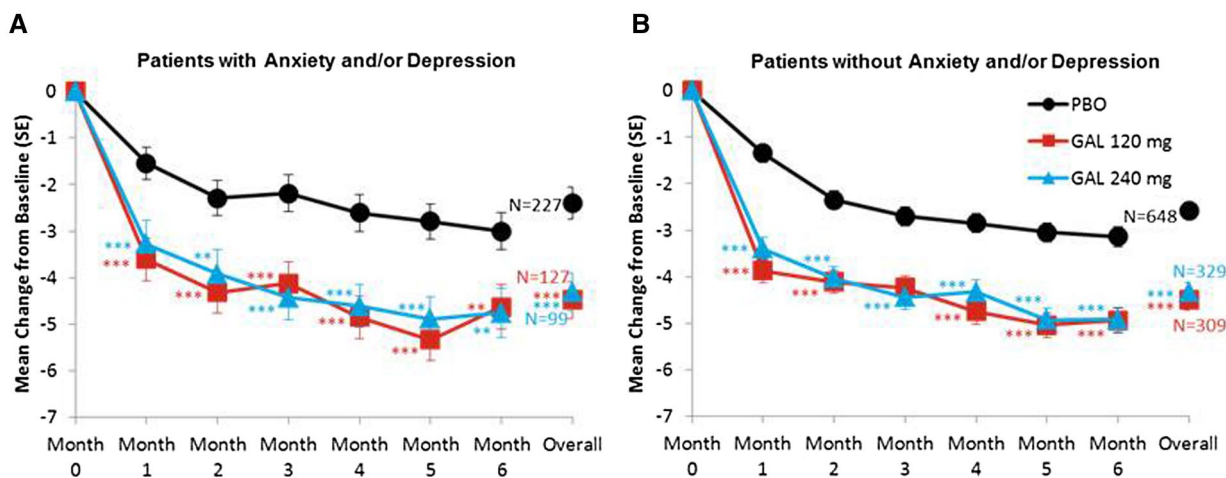 A
Patients with Anxiety and/or Depression
Mean Change from Baseline (SE)
0
-1
-2
-3
-4
-5
-6
-7
N=227
N=127
N=99
***
***
**
***
***
***
***
***
***
***
**
**
***
***
Month 0
Month 1
Month 2
Month 3
Month 4
Month 5
Month 6
Overall
B
Patients without Anxiety and/or Depression
Mean Change from Baseline (SE)
0
-1
-2
-3
-4
-5
-6
-7
PBO
GAL 120 mg
GAL 240 mg
N=648
N=329
N=309
***
***
***
***
***
***
***
***
***
***
***
***
***
Month 0
Month 1
Month 2
Month 3
Month 4
Month 5
Month 6
Overall